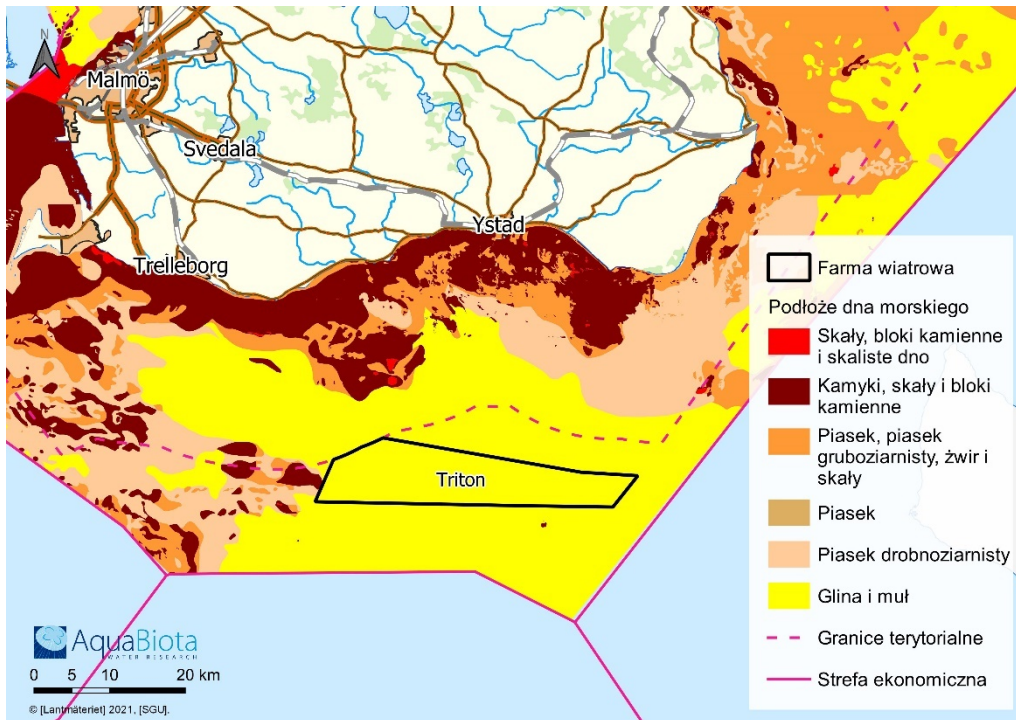 N
Malmö
Svedala
Ystad
Trelleborg
Triton
Farma wiatrowa
Podłoże dna morskiego
Skały, bloki kamienne
i skaliste dno
Kamyki, skały i bloki
kamienne
Piasek, piasek
gruboziarnisty, żwir i
skały
Piasek
Piasek drobnoziarnisty
Glina i muł
Granice terytorialne
Strefa ekonomiczna
AquaBiota
WATER RESEARCH
0 5 10 20 km
© [Lantmäteriet] 2021, [SGU].